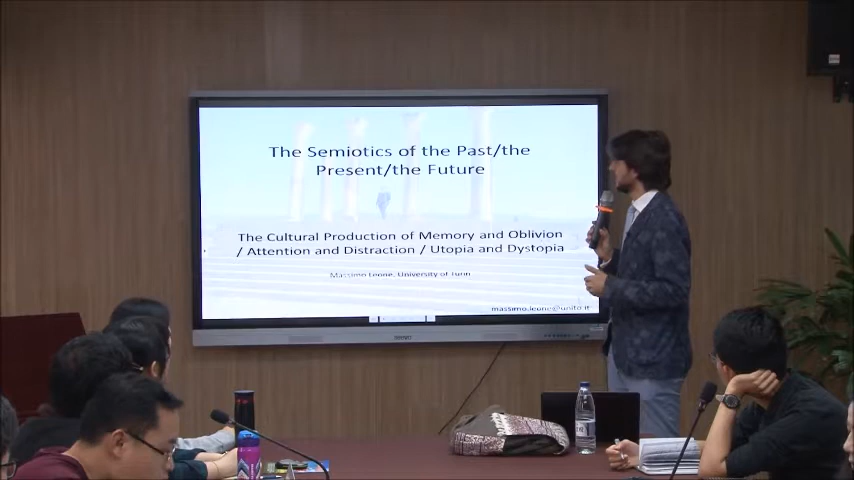 The Semiotics of the Past/the
Present/the Future
The Cultural Production of Memory and Oblivion
/ Attention and Distraction / Utopia and Dystopia
Massimo Leone, University of Turin
massimo.leone@unito.it